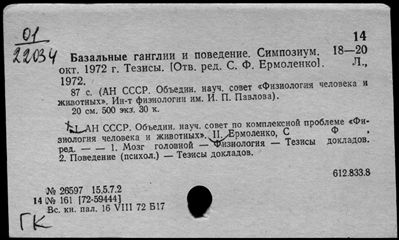 01
22034
14
Базальные ганглии и поведение. Симпозиум. 18—20
окт. 1972 г. Тезисы. [Отв. ред. С. Ф. Ермоленко]. Л.,
1972.
87 с. (АН СССР. Объедин. науч. совет «Физиология человека и
животных». Ин-т физиологии им. И. П. Павлова).
20 см. 500 экз. 30 к.
I. АН СССР. Объедин. науч. совет по комплексной проблеме «Фи-
зиология человека и животных». II. Ермоленко, С Ф ,
ред. — — 1. Мозг головной — Физиология — Тезисы докладов.
2. Поведение (психол.) — Тезисы докладов.
612.833.8
№ 26597 15.5.7.2
14 № 161 [72-59444]
Вс. кн. пал. 16 VIII 72 Б17
ГК